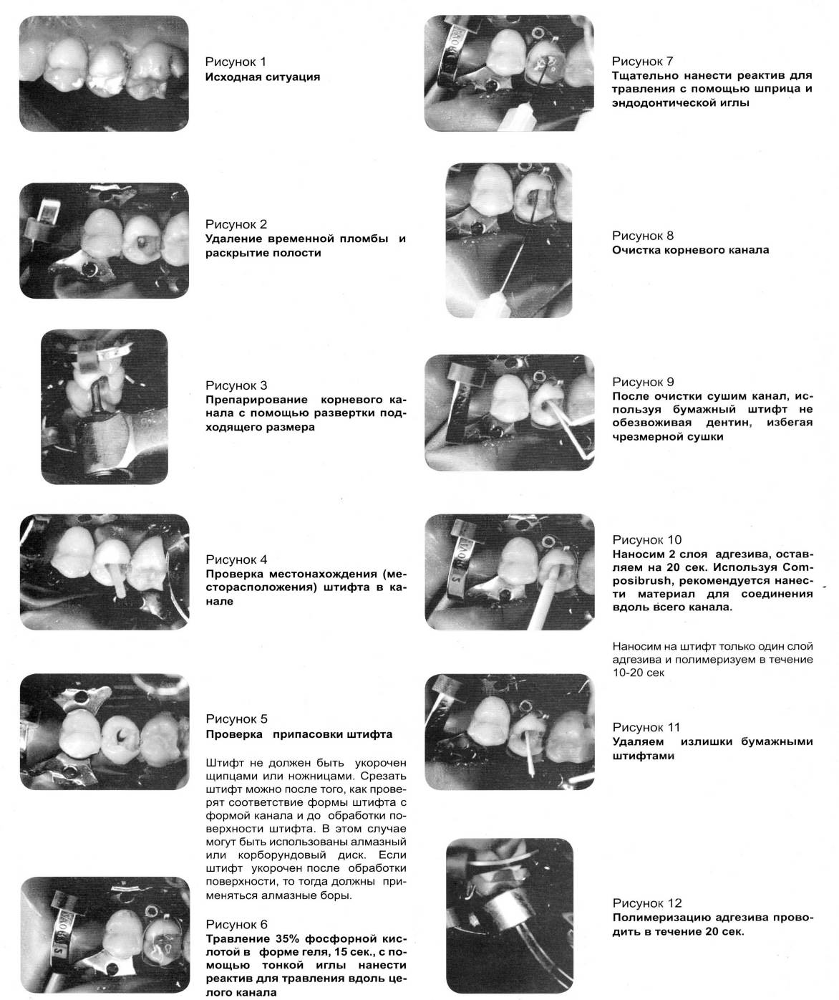 Рисунок 1
Исходная ситуация
Рисунок 2
Удаление временной пломбы и
раскрытие полости
Рисунок 3
Препарирование корневого ка-
нала с помощью развертки под-
ходящего размера
Рисунок 4
Проверка местонахождения (ме-
сторасположения) штифта в ка-
нале
Рисунок 5
Проверка припасовки штифта
Штифт не должен быть укорочен
щипцами или ножницами. Срезать
штифт можно после того, как прове-
рят соответствие формы штифта с
формой канала и до обработки по-
верхности штифта. В этом случае
могут быть использованы алмазный
или корборундовый диск. Если
штифт укорочен после обработки
поверхности, то тогда должны при-
меняться алмазные боры.
Рисунок 6
Травление 35% фосфорной кис-
лотой в форме геля, 15 сек., с по-
мощью тонкой иглы нанести
реактив для травления вдоль це-
лого канала
Рисунок 7
Тщательно нанести реактив для
травления с помощью шприца и
эндодонтической иглы
Рисунок 8
Очистка корневого канала
Рисунок 9
После очистки сушим канал, ис-
пользуя бумажный штифт не
обезвоживая дентин, избегая
чрезмерной сушки
Рисунок 10
Наносим 2 слоя адгезива, остав-
ляем на 20 сек. Используя Com-
posibrush, рекомендуется нанес-
ти материал для соединения
вдоль всего канала.
Наносим на штифт только один слой
адгезива и полимеризуем в течение
10-20 сек
Рисунок 11
Удаляем излишки бумажными
штифтами
Рисунок 12
Полимеризацию адгезива прово-
дить в течение 20 сек.